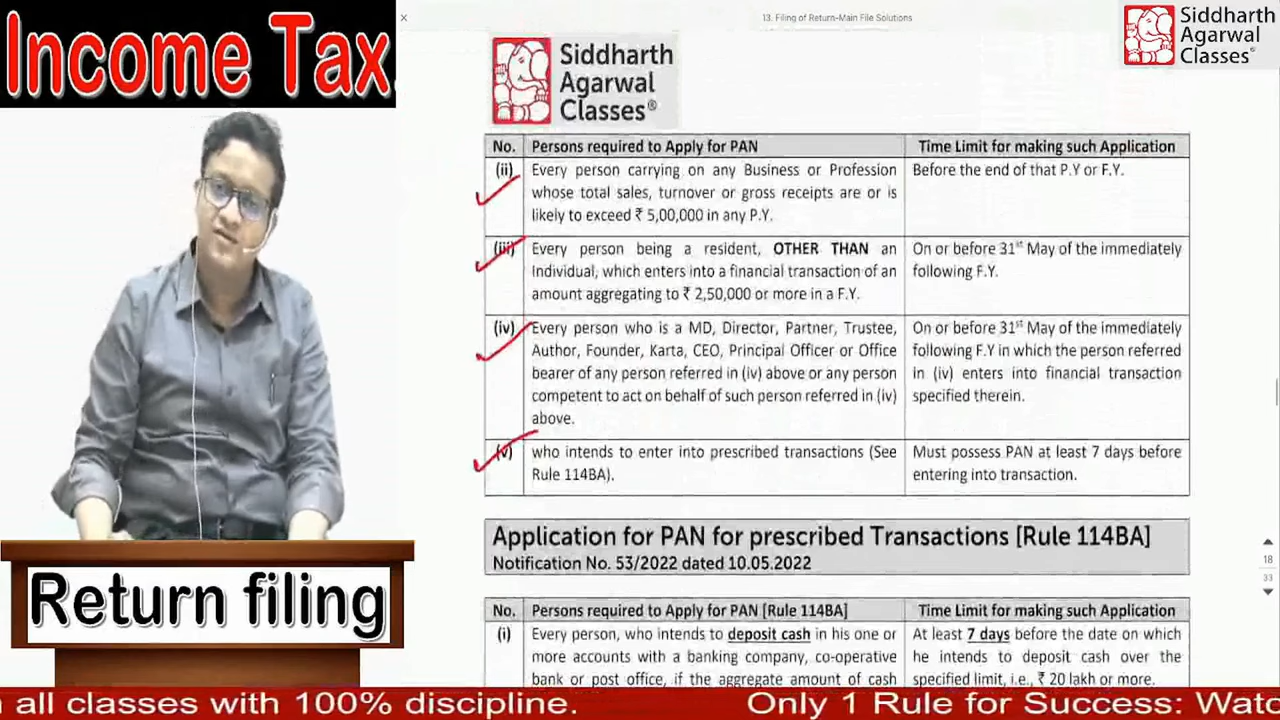 Income Tax.
×
13. Filing of Return-Main File Solutions
Siddharth
Agarwal
Classes®
Siddharth
Agarwal
Classes®
No. Persons required to Apply for PAN Time Limit for making such Application
(ii) Every person carrying on any Business or Profession Before the end of that P.Y or F.Y.
whose total sales, turnover or gross receipts are or is
likely to exceed ₹ 5,00,000 in any P.Y.
(iii) Every person being a resident, OTHER THAN an On or before 31st May of the immediately
Individual, which enters into a financial transaction of an following F.Y.
amount aggregating to ₹ 2,50,000 or more in a F.Y.
(iv) Every person who is a MD, Director, Partner, Trustee, On or before 31st May of the immediately
Author, Founder, Karta, CEO, Principal Officer or Office following F.Y in which the person referred
bearer of any person referred in (iv) above or any person in (iv) enters into financial transaction
competent to act on behalf of such person referred in (iv) specified therein.
above.
(v) who intends to enter into prescribed transactions (See Must possess PAN at least 7 days before
Rule 114BA). entering into transaction.
Application for PAN for prescribed Transactions [Rule 114BA]
Notification No. 53/2022 dated 10.05.2022
18
33
No. Persons required to Apply for PAN [Rule 114BA] Time Limit for making such Application
(i) Every person, who intends to deposit cash in his one or At least 7 days before the date on which
more accounts with a banking company, co-operative he intends to deposit cash over the
bank or post office, if the aggregate amount of cash specified limit, i.e., ₹ 20 lakh or more.
Return filing
all classes with 100% discipline. Only 1 Rule for Success: Watc